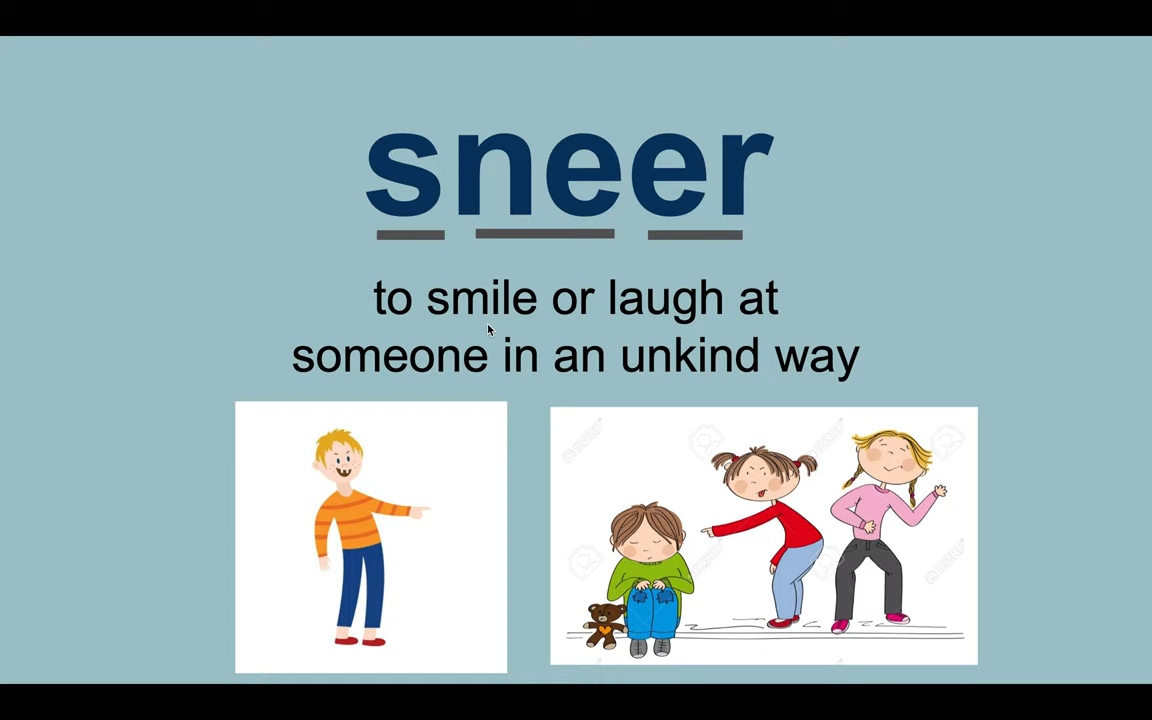 sneer
to smile or laugh at
someone in an unkind way